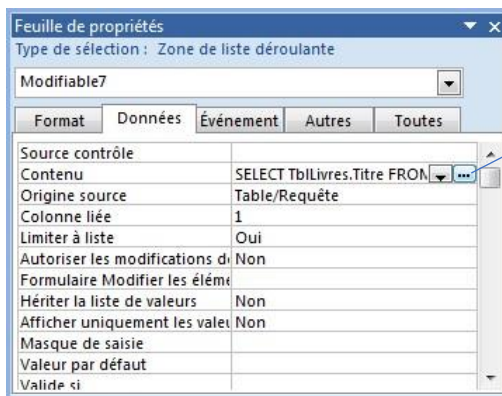 Feuille de propriétés
Type de sélection : Zone de liste déroulante
Modifiable7
Format Données Événement Autres Toutes
Source contrôle
Contenu SELECT TblLivres.Titre FROM
Origine source Table/Requête
Colonne liée 1
Limiter à liste Oui
Autoriser les modifications d Non
Formulaire Modifier les éléme
Hériter la liste de valeurs Non
Afficher uniquement les valeu Non
Masque de saisie
Valeur par défaut
Valide si